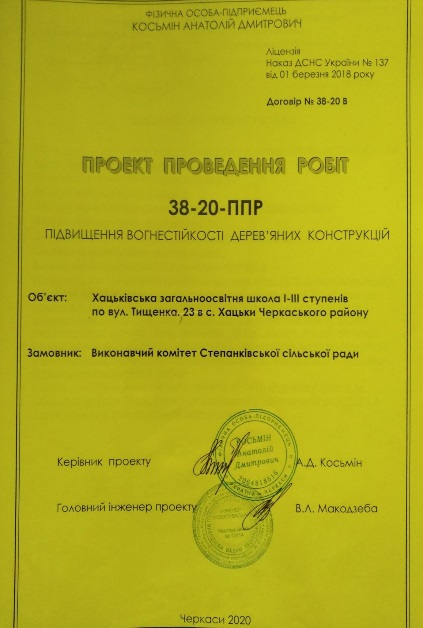 ФІЗИЧНА ОСОБА-ПІДПРИЄМЕЦЬ
КОСЬМІН АНАТОЛІЙ ДМИТРОВИЧ
Ліцензія
Наказ ДСНС України № 137
від 01 березня 2018 року
Договір № 38-20 В
ПРОЕКТ ПРОВЕДЕННЯ РОБІТ
38-20-ППР
ПІДВИЩЕННЯ ВОГНЕСТІЙКОСТІ ДЕРЕВ'ЯНИХ КОНСТРУКЦІЙ
Об'єкт: Хацьківська загальноосвітня школа І-ІІІ ступенів
по вул. Тищенка, 23 в с. Хацьки Черкаського району
Замовник: Виконавчий комітет Степанківської сільської ради
КОСЬМІН
Анатолій
Дмитрович
Керівник проекту А.Д. Косьмін
Головний інженер проекту В.Л. Макодзеба
Черкаси 2020